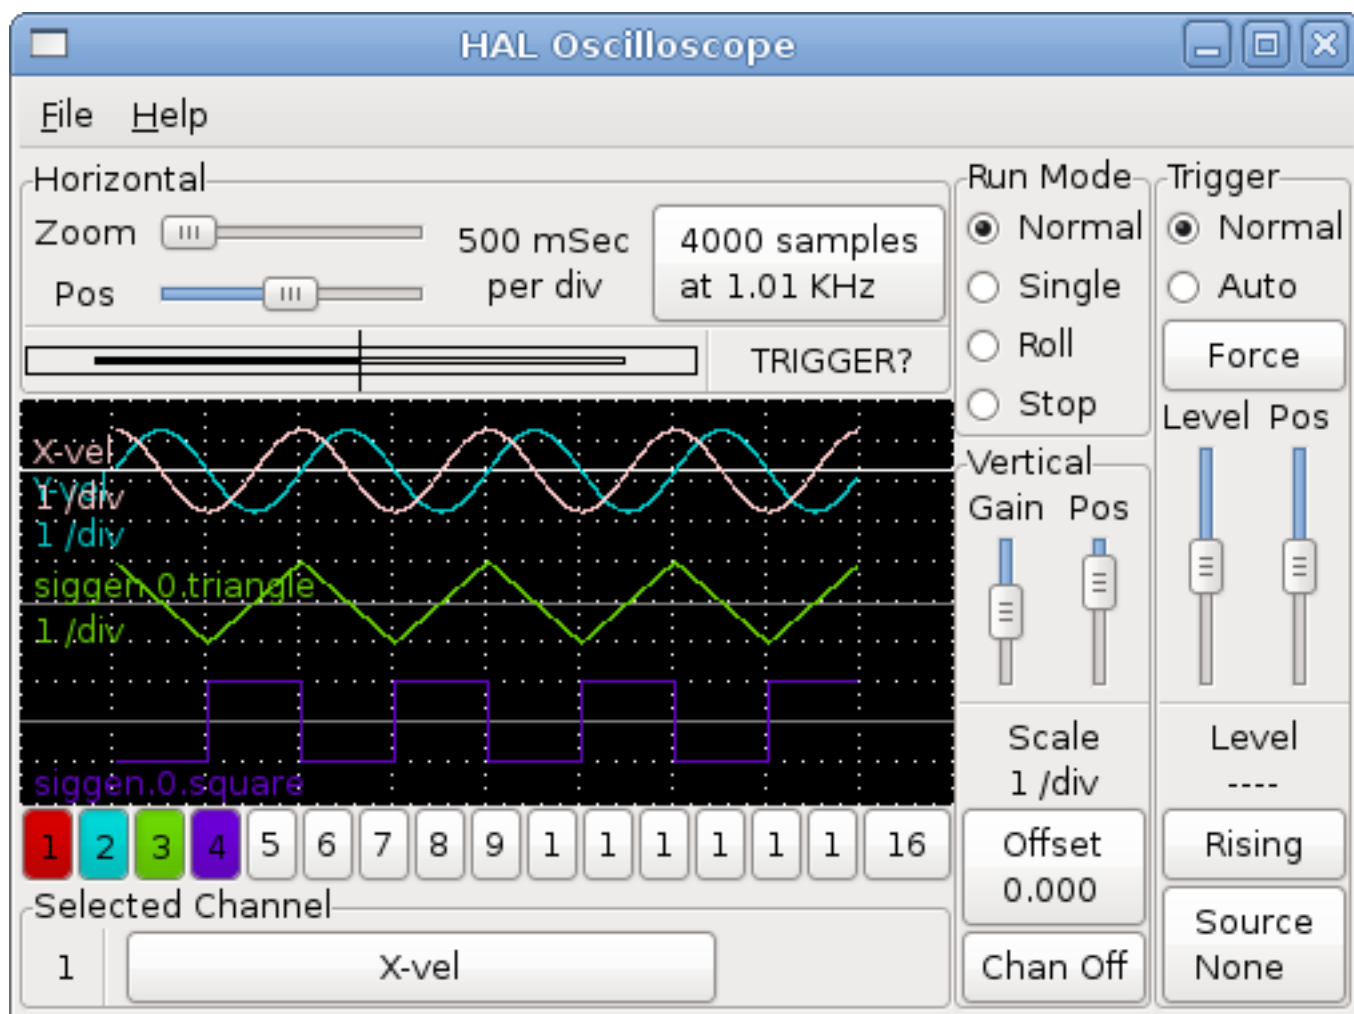 HAL Oscilloscope
File Help
Horizontal
Zoom
Pos
500 mSec
per div
4000 samples
at 1.01 KHz
TRIGGER?
Run Mode
Normal
Single
Roll
Stop
Trigger
Normal
Auto
Force
Level Pos
X-vel
1 /div
Y-vel
1 /div
siggen.0.triangle
1 /div
siggen.0.square
Vertical
Gain Pos
Scale
1 /div
Offset
0.000
Chan Off
Level
----
Rising
Source
None
1 2 3 4 5 6 7 8 9 1 1 1 1 1 1 16
Selected Channel
1 X-vel